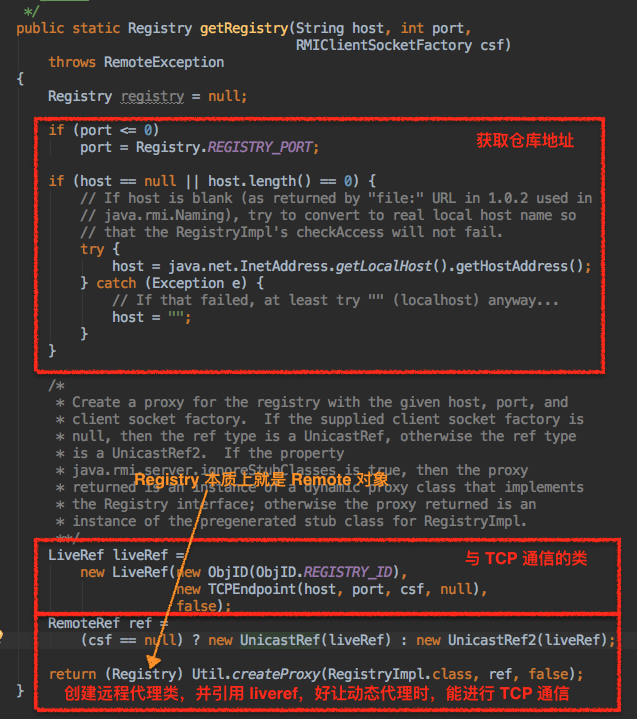 */
public static Registry getRegistry(String host, int port,
RMIClientSocketFactory csf)
throws RemoteException
{
Registry registry = null;
if (port <= 0)
获取仓库地址
port = Registry.REGISTRY_PORT;
if (host == null || host.length() == 0) {
// If host is blank (as returned by "file:" URL in 1.0.2 used in
// java.rmi.Naming), try to convert to real local host name so
// that the RegistryImpl's checkAccess will not fail.
try {
host = java.net.InetAddress.getLocalHost().getHostAddress();
} catch (Exception e) {
// If that failed, at least try "" (localhost) anyway...
host = "";
}
}
/*
* Create a proxy for the registry with the given host, port, and
* client socket factory.  If the supplied client socket factory is
* null, then the ref type is a UnicastRef, otherwise the ref type
* is a UnicastRef2.  If the property
* java.rmi.server.ignoreStubClasses is true, then the proxy
Registry 本质上就是 Remote 对象
* returned is an instance of a dynamic proxy class that implements
* the Registry interface; otherwise the proxy returned is an
* instance of the pregenerated stub class for RegistryImpl.
**/
LiveRef liveRef =
与 TCP 通信的类
new LiveRef(new ObjID(ObjID.REGISTRY_ID),
new TCPEndpoint(host, port, csf, null),
false);
RemoteRef ref =
(csf == null) ? new UnicastRef(liveRef) : new UnicastRef2(liveRef);
return (Registry) Util.createProxy(RegistryImpl.class, ref, false);
创建远程代理类，并引用 liveref，好让动态代理时，能进行 TCP 通信
}